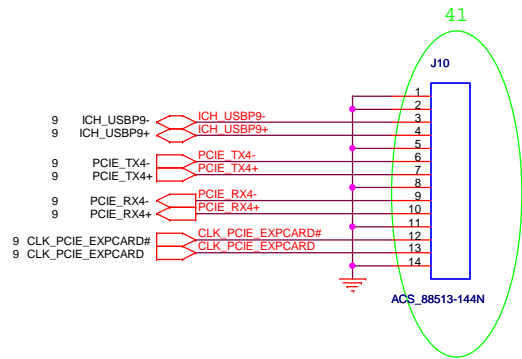 41
J10
1
2
9 ICH_USBP9- ICH_USBP9- 3
9 ICH_USBP9+ ICH_USBP9+ 4
5
9 PCIE_TX4- PCIE_TX4- 6
9 PCIE_TX4+ PCIE_TX4+ 7
8
9 PCIE_RX4- PCIE_RX4- 9
9 PCIE_RX4+ PCIE_RX4+ 10
11
9 CLK_PCIE_EXPCARD# CLK_PCIE_EXPCARD# 12
9 CLK_PCIE_EXPCARD CLK_PCIE_EXPCARD 13
14
ACS_88513-144N